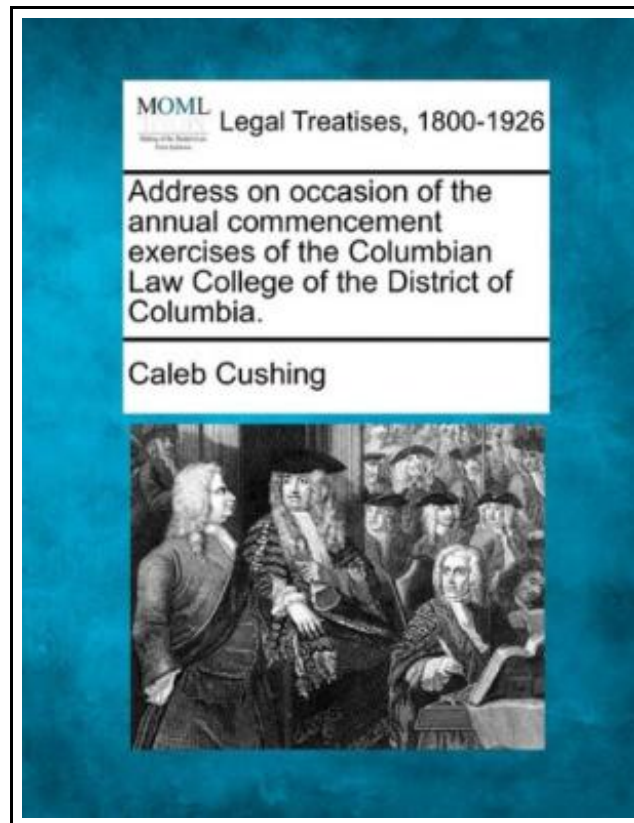 MOML
Legal Treatises, 1800-1926
Address on occasion of the
annual commencement
exercises of the Columbian
Law College of the District of
Columbia.
Caleb Cushing